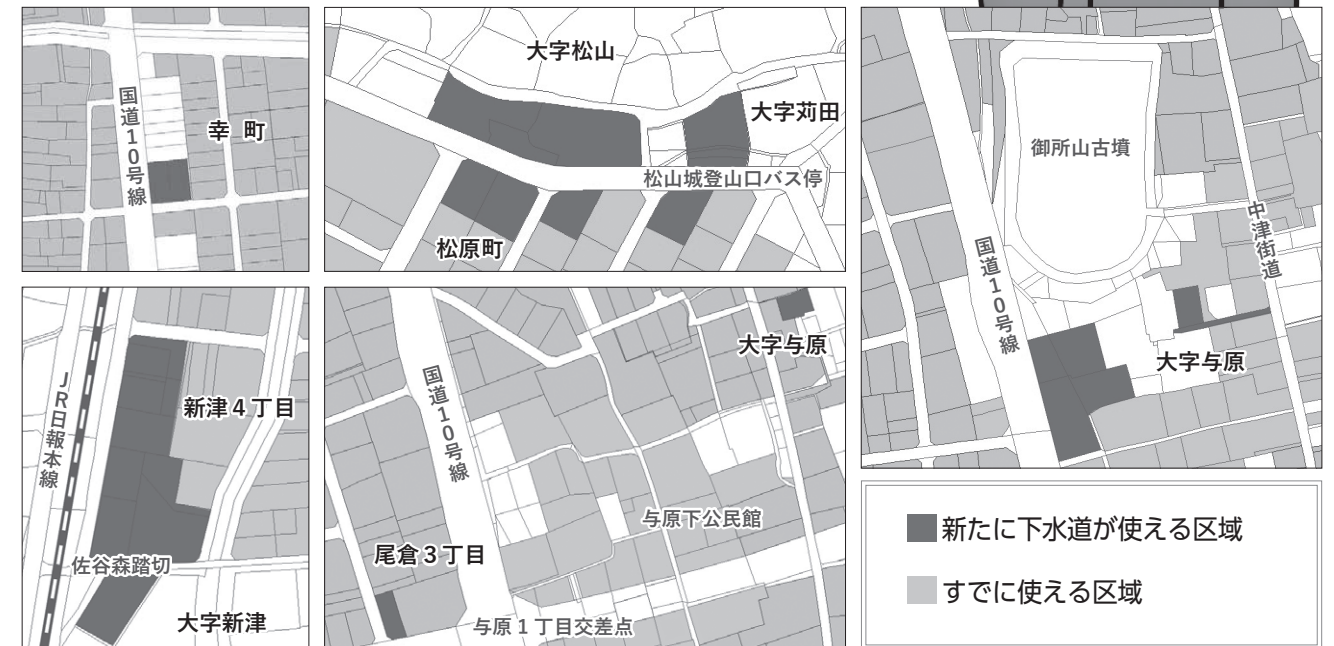 国道10号線
幸 町
大字松山
大字苅田
松山城登山口バス停
松原町
御所山古墳
中津街道
国道10号線
大字与原
JR日報本線
新津4丁目
佐谷森踏切
大字新津
国道10号線
大字与原
与原下公民館
尾倉3丁目
与原1丁目交差点
新たに下水道が使える区域
すでに使える区域